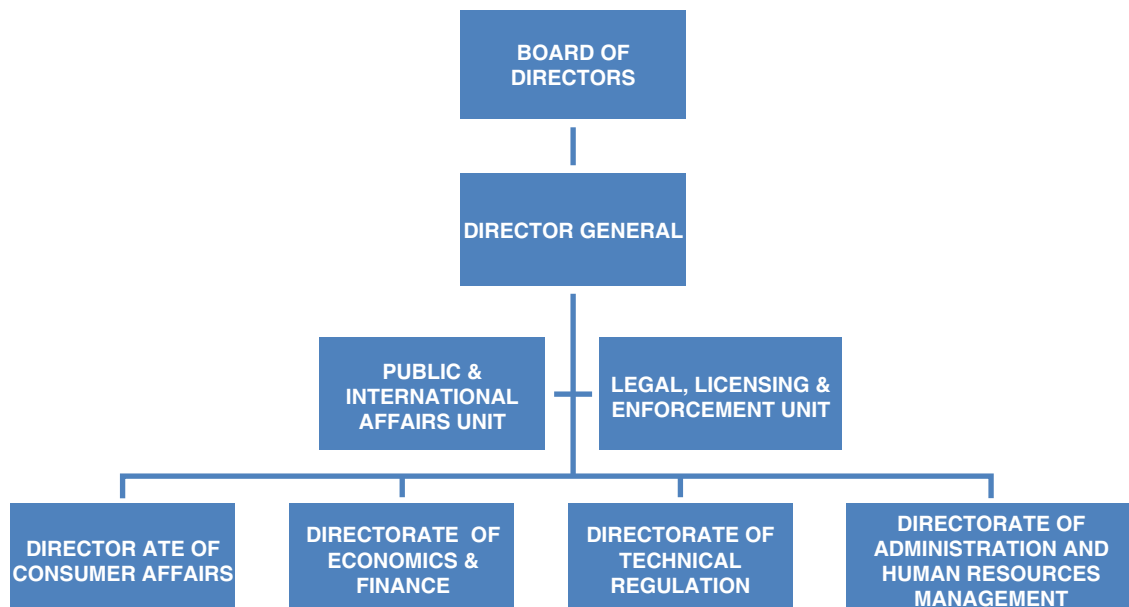 BOARD OF
DIRECTORS
DIRECTOR GENERAL
PUBLIC &
INTERNATIONAL
AFFAIRS UNIT
LEGAL, LICENSING &
ENFORCEMENT UNIT
DIRECTOR ATE OF
CONSUMER AFFAIRS
DIRECTORATE OF
ECONOMICS &
FINANCE
DIRECTORATE OF
TECHNICAL
REGULATION
DIRECTORATE OF
ADMINISTRATION AND
HUMAN RESOURCES
MANAGEMENT